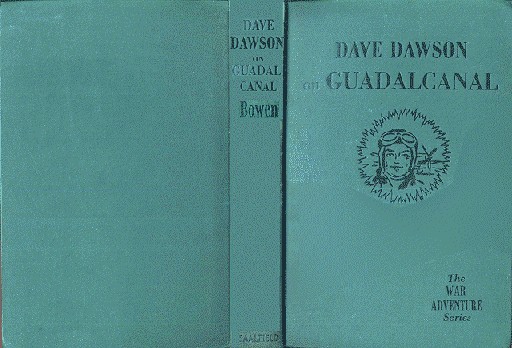 DAVE
DAWSON
ON
GUADAL
CANAL
Bowen
SAALFIELD
DAVE DAWSON
ON GUADALCANAL
The
WAR
ADVENTURE
Series